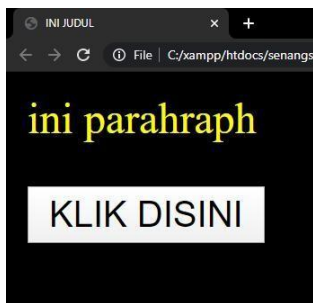 INI JUDUL
File | C:/xampp/htdocs/senangs
ini parahraph
KLIK DISINI